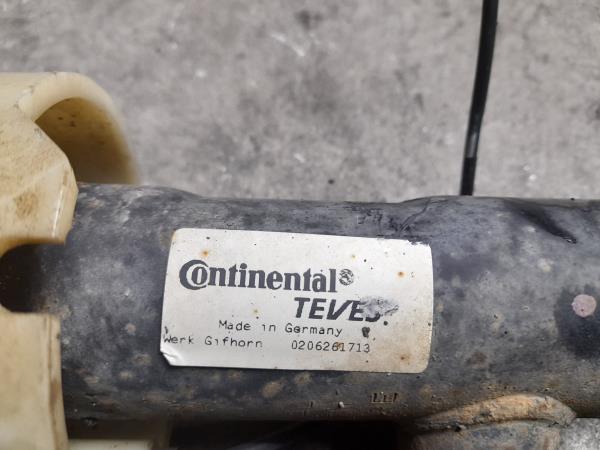 Continental
TEVES
Made in Germany
Werk Gifhorn 0206261713